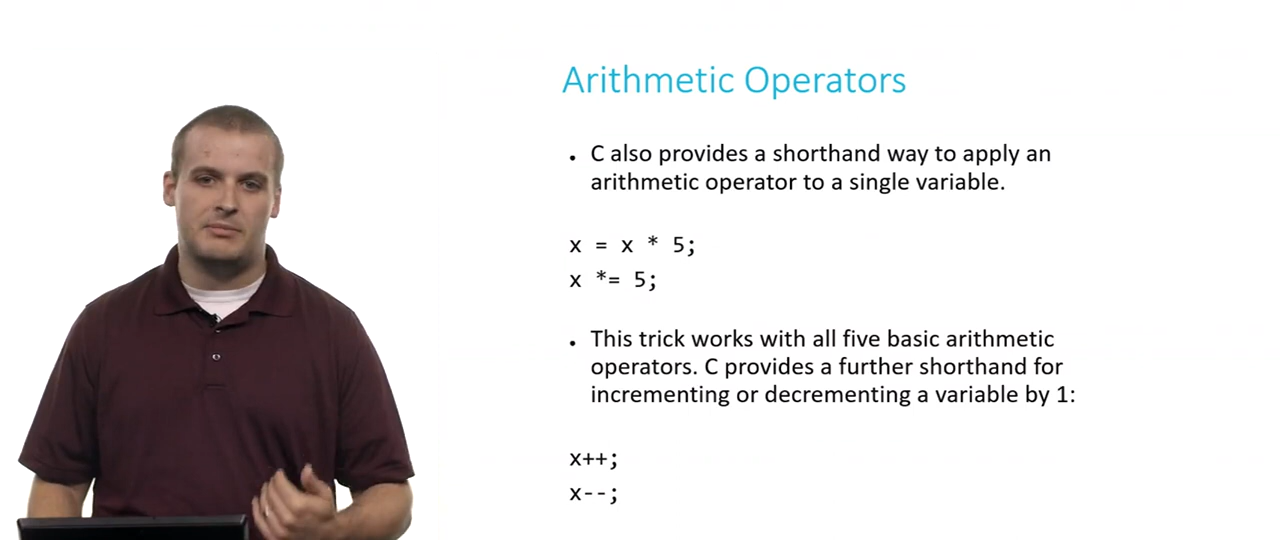 Arithmetic Operators
• C also provides a shorthand way to apply an
arithmetic operator to a single variable.
x = x * 5;
x *= 5;
• This trick works with all five basic arithmetic
operators. C provides a further shorthand for
incrementing or decrementing a variable by 1:
x++;
x--;